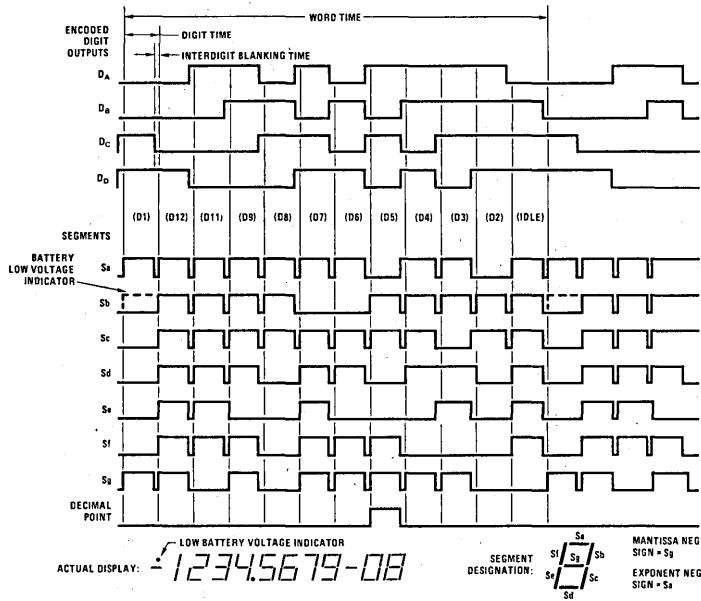 WORD TIME
ENCODED
DIGIT
OUTPUTS
DIGIT TIME
INTERDIGIT BLANKING TIME
DA
DB
DC
DD
(D1) (D12) (D11) (D9) (D8) (D7) (D6) (D5) (D4) (D3) (D2) (IDLE)
SEGMENTS
BATTERY
LOW VOLTAGE
INDICATOR
Sa
Sb
Sc
Sd
Se
Sf
Sg
DECIMAL
POINT
LOW BATTERY VOLTAGE INDICATOR
ACTUAL DISPLAY: -1234.5679-08
SEGMENT
DESIGNATION:
Sa
Sf Sg Sb
Se Sc
Sd
MANTISSA NEG
SIGN = Sg
EXPONENT NEG
SIGN = Sa